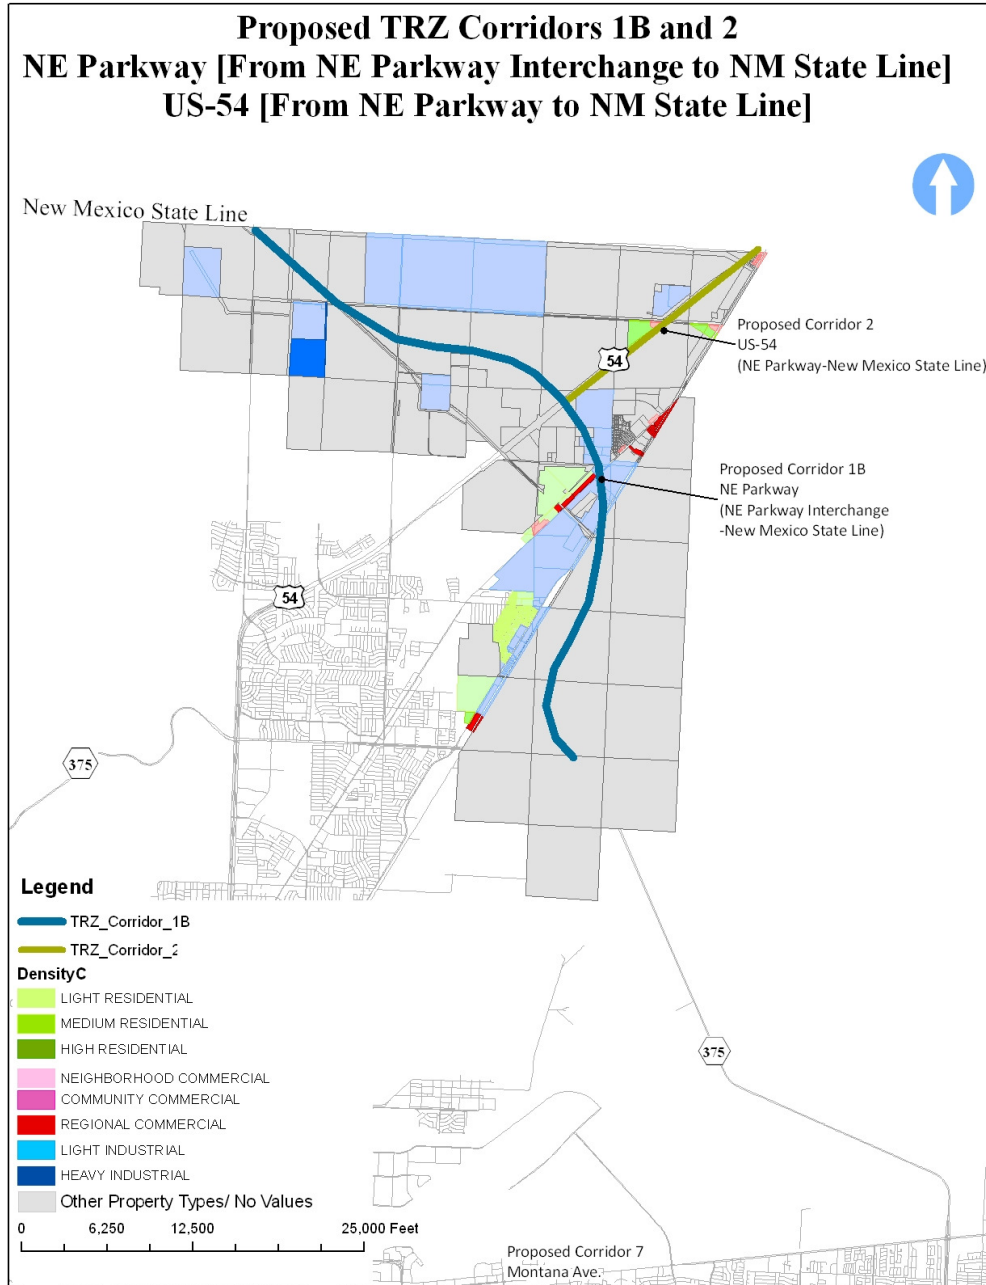 Proposed TRZ Corridors 1B and 2
NE Parkway [From NE Parkway Interchange to NM State Line]
US-54 [From NE Parkway to NM State Line]
New Mexico State Line
Proposed Corridor 2
US-54
(NE Parkway-New Mexico State Line)
54
Proposed Corridor 1B
NE Parkway
(NE Parkway Interchange
-New Mexico State Line)
54
375
Legend
TRZ_Corridor_1B
TRZ_Corridor_2
DensityC
LIGHT RESIDENTIAL
MEDIUM RESIDENTIAL
HIGH RESIDENTIAL
NEIGHBORHOOD COMMERCIAL
COMMUNITY COMMERCIAL
REGIONAL COMMERCIAL
LIGHT INDUSTRIAL
HEAVY INDUSTRIAL
Other Property Types/ No Values
0 6,250 12,500 25,000 Feet
375
Proposed Corridor 7
Montana Ave.